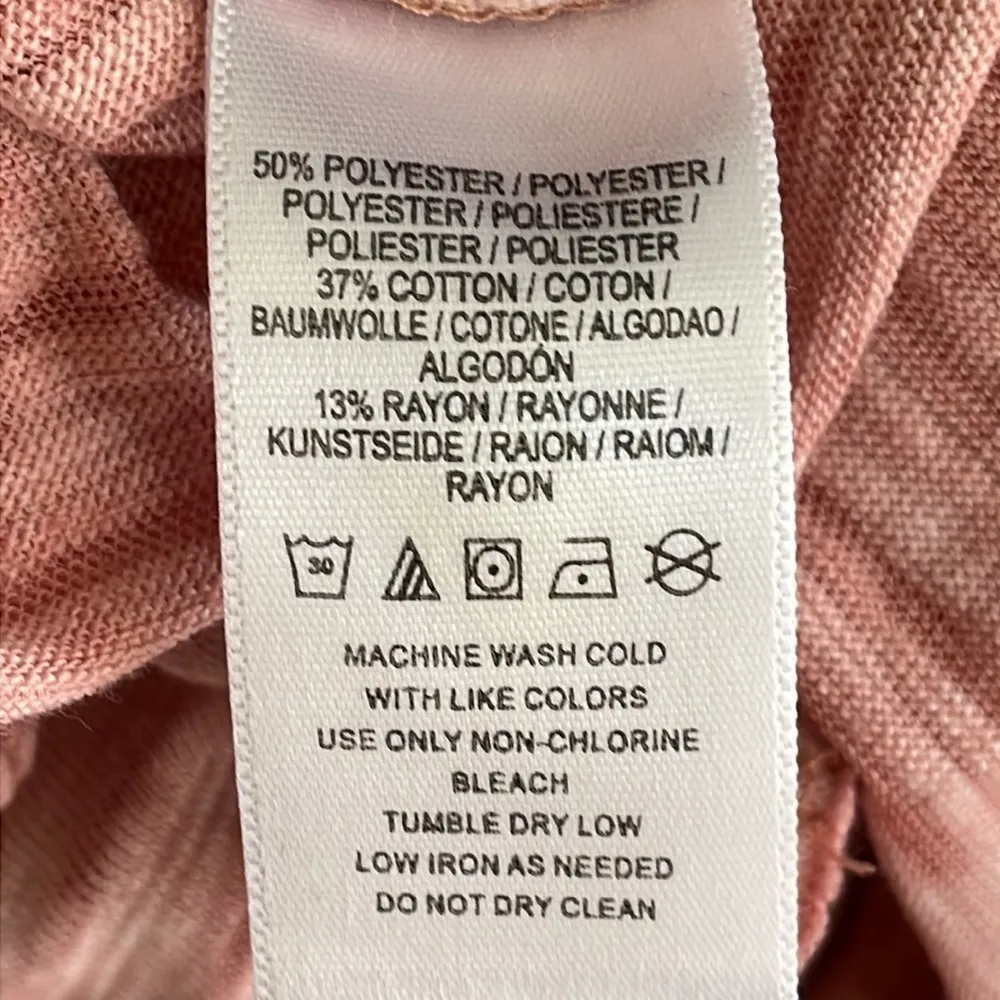 50% POLYESTER / POLYESTER /
POLYESTER / POLIESTERE /
POLIESTER / POLIESTER
37% COTTON / COTON /
BAUMWOLLE / COTONE / ALGODAO /
ALGODÓN
13% RAYON / RAYONNE /
KUNSTSEIDE / RAION / RAIOM /
RAYON
30
MACHINE WASH COLD
WITH LIKE COLORS
USE ONLY NON-CHLORINE
BLEACH
TUMBLE DRY LOW
LOW IRON AS NEEDED
DO NOT DRY CLEAN